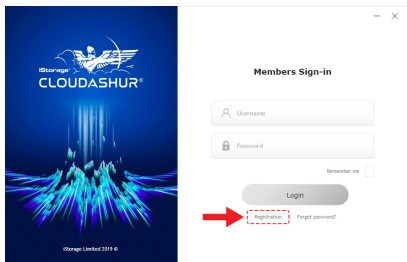 iStorage
CLOUDASHUR®
iStorage Limited 2019 ©
Members Sign-in
Username
Password
Remember me
Login
Registration
Forgot password?